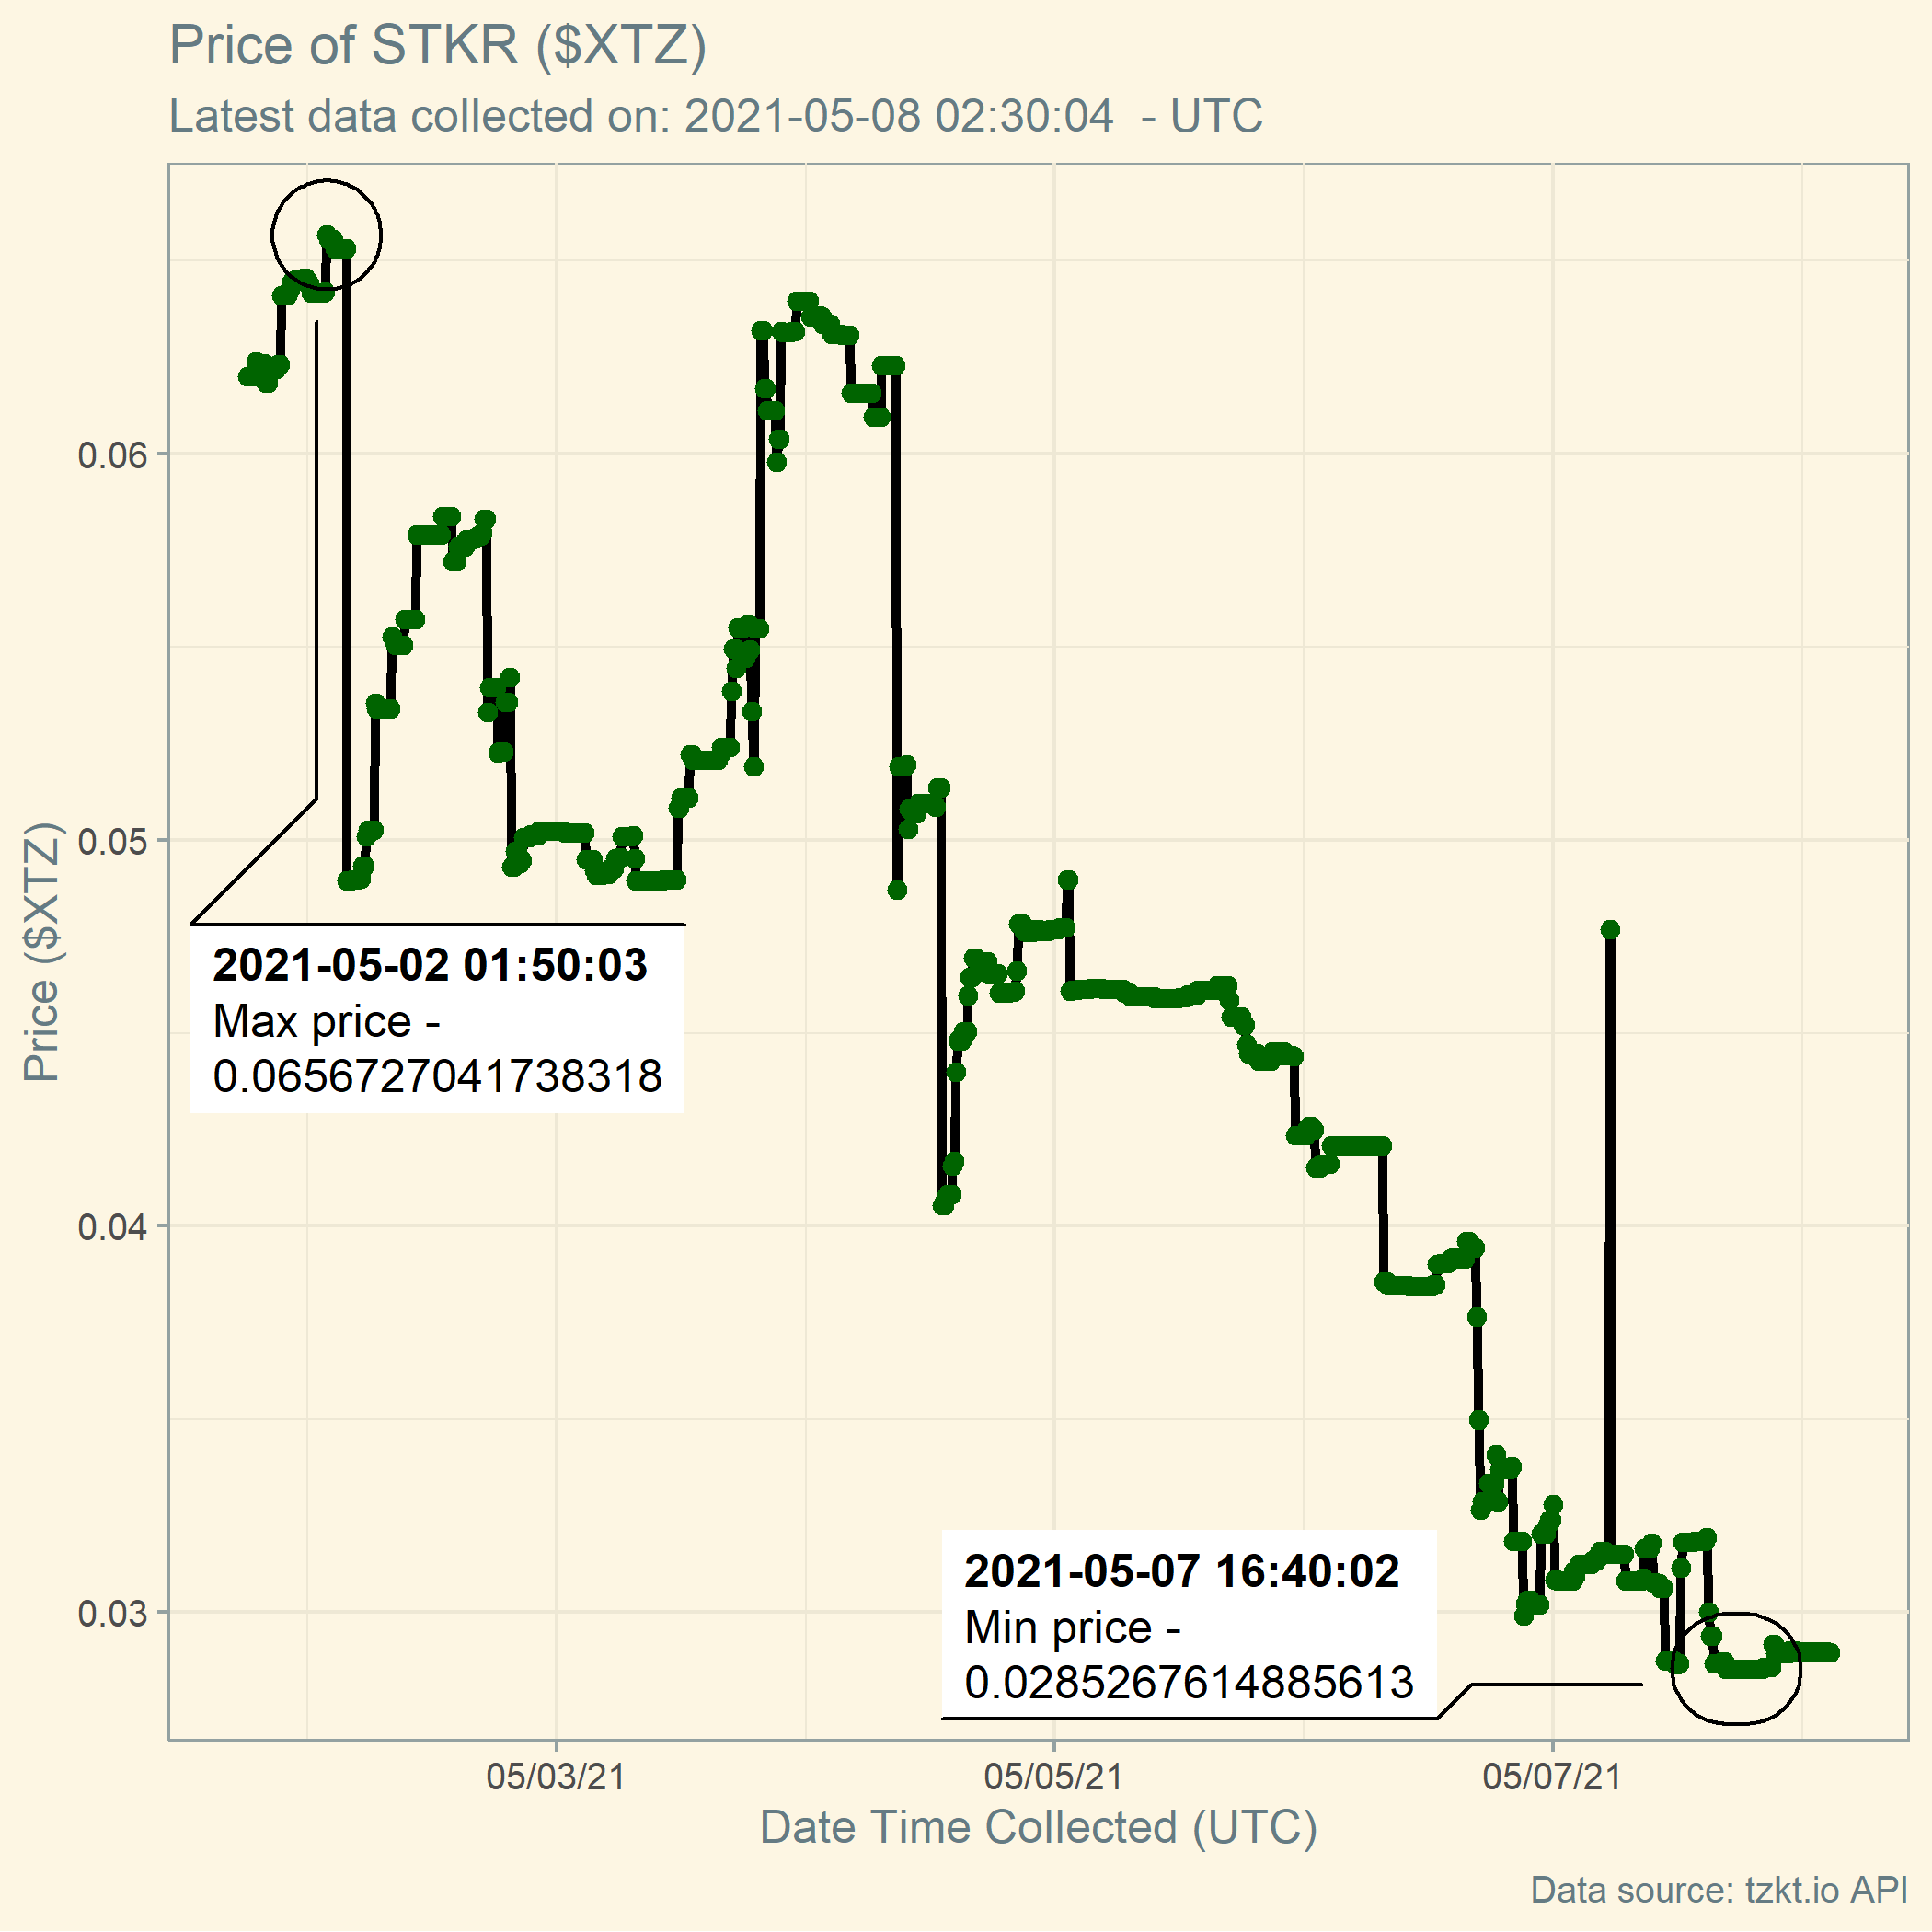 Price of STKR ($XTZ)
Latest data collected on: 2021-05-08 02:30:04  - UTC
Price ($XTZ)
0.06
0.05
0.04
0.03
2021-05-02 01:50:03
Max price -
0.0656727041738318
2021-05-07 16:40:02
Min price -
0.0285267614885613
05/03/21
05/05/21
05/07/21
Date Time Collected (UTC)
Data source: tzkt.io API